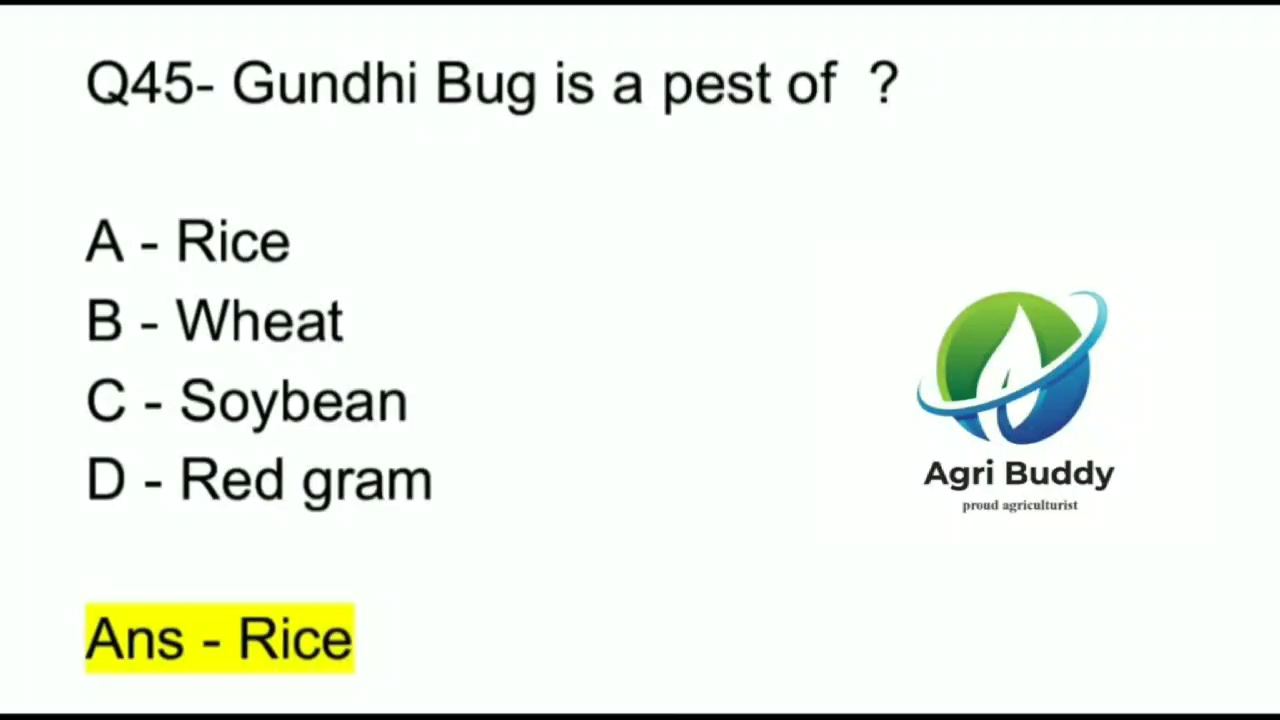 Q45- Gundhi Bug is a pest of ?
A - Rice
B - Wheat
C - Soybean
D - Red gram
Agri Buddy
proud agriculturist
Ans - Rice